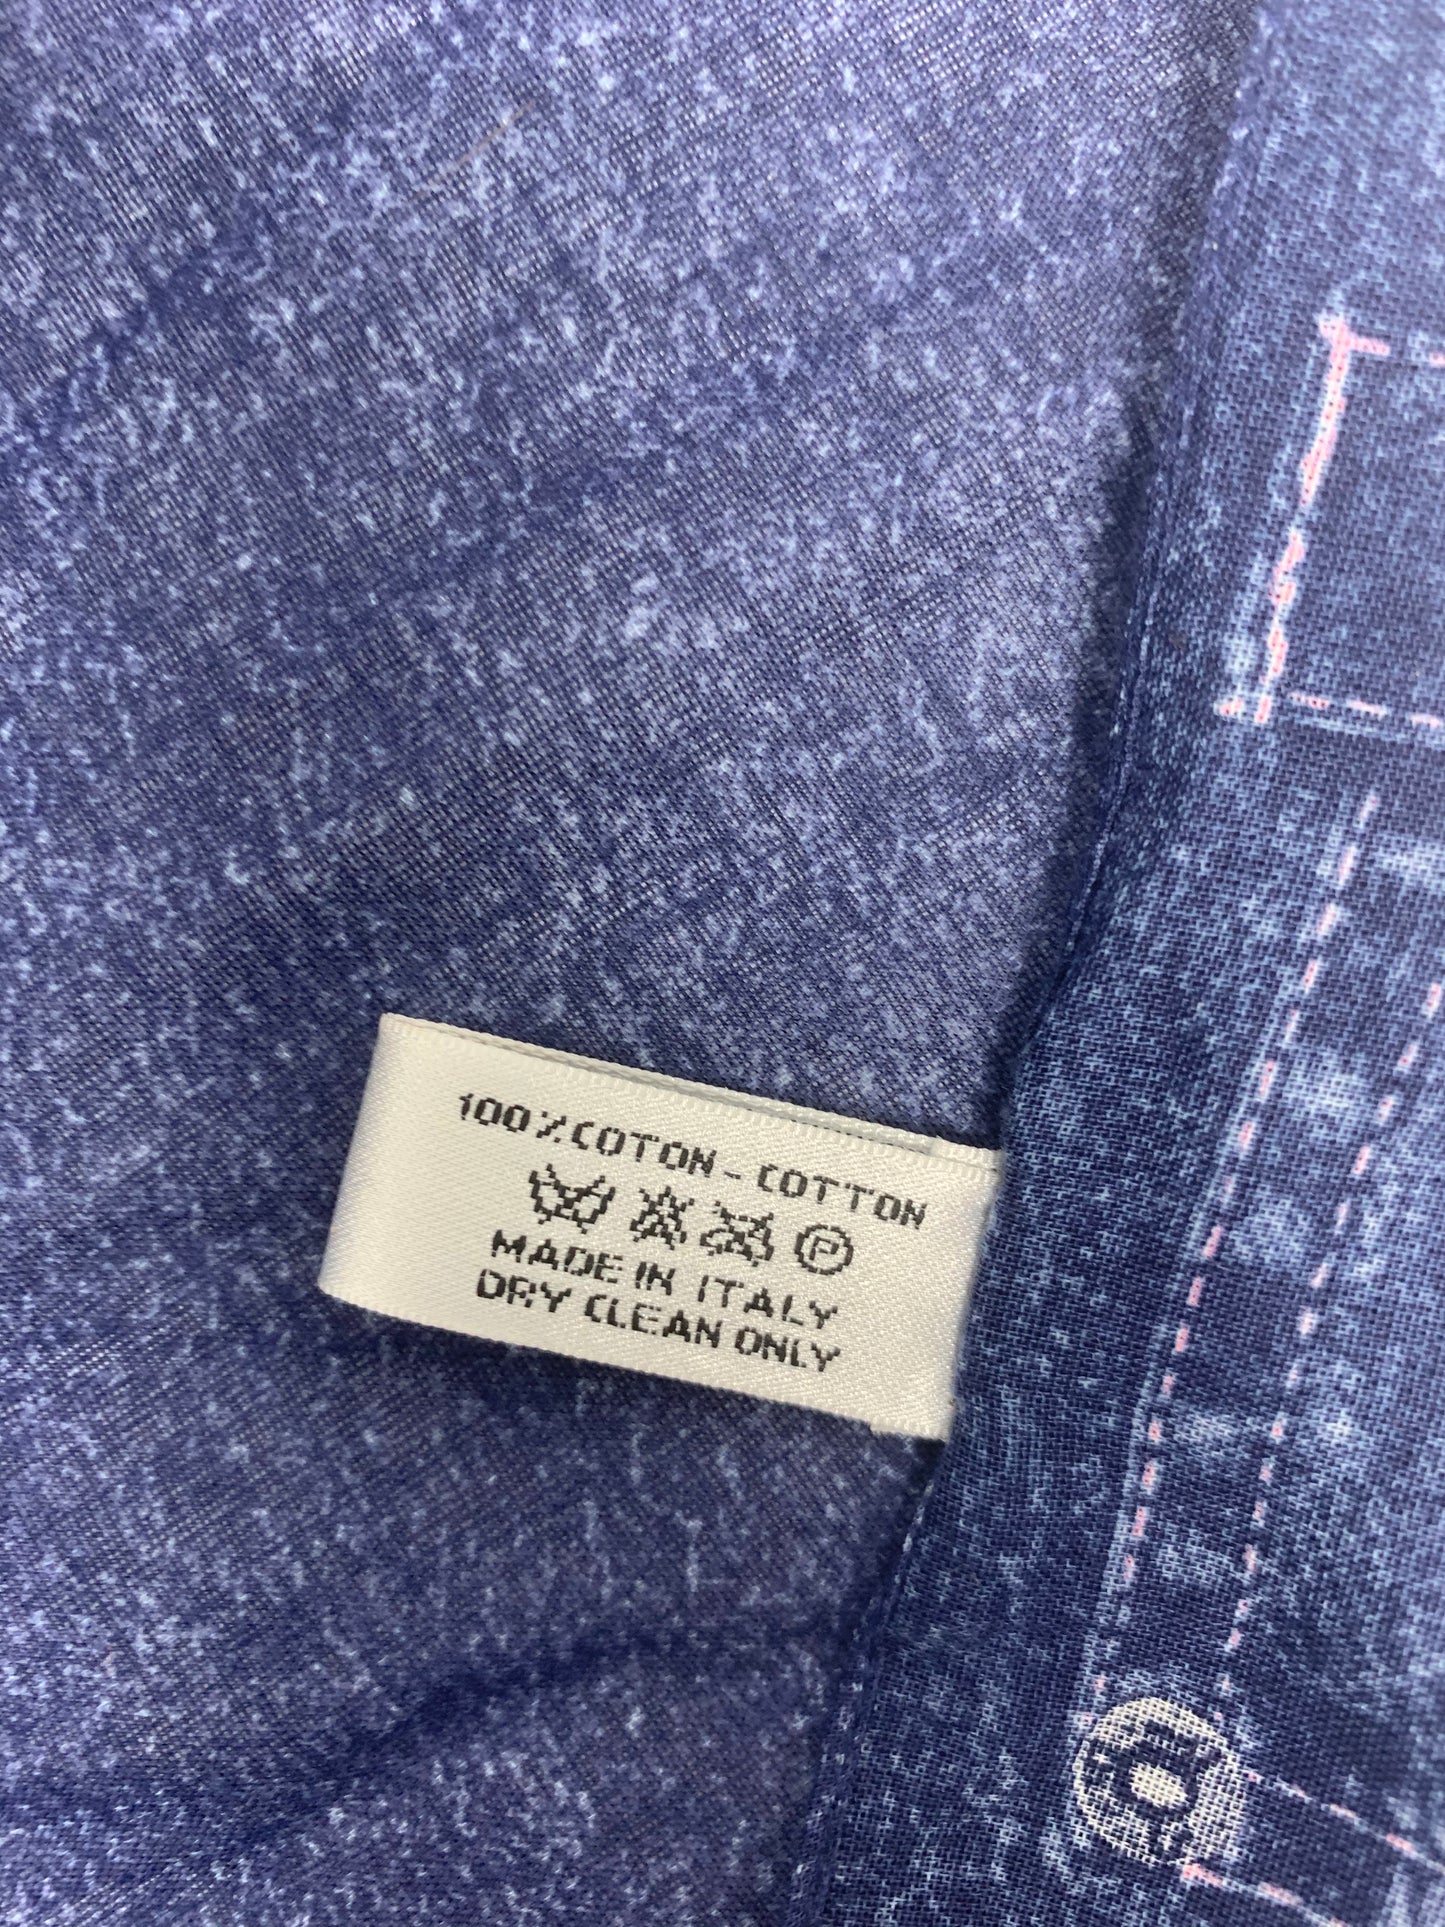 100%COTON-COTTON
P
MADE IN ITALY
DRY CLEAN ONLY